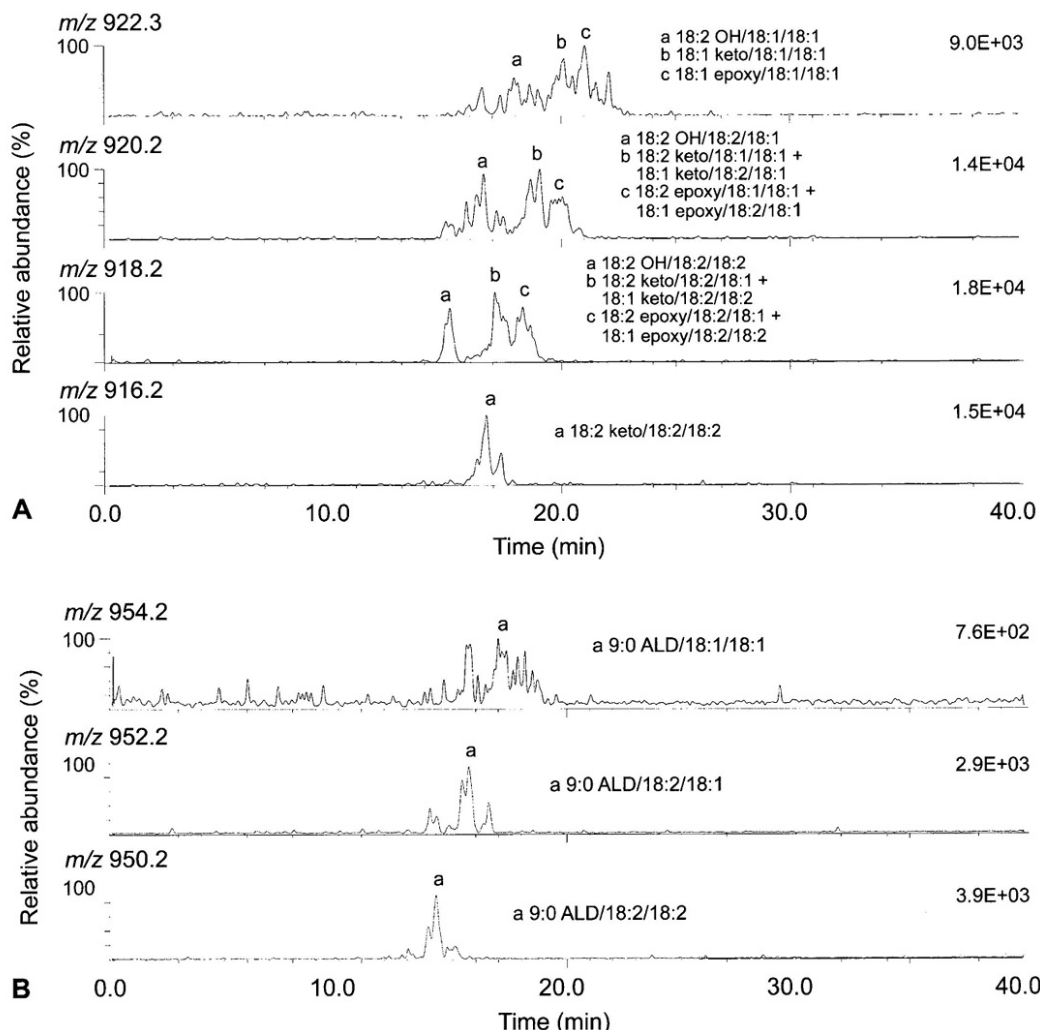 m/z 922.3
100
a
b
c
a 18:2 OH/18:1/18:1
b 18:1 keto/18:1/18:1
c 18:1 epoxy/18:1/18:1
9.0E+03
m/z 920.2
100
a
b
c
a 18:2 OH/18:2/18:1
b 18:2 keto/18:1/18:1 +
18:1 keto/18:2/18:1
c 18:2 epoxy/18:1/18:1 +
18:1 epoxy/18:2/18:1
1.4E+04
m/z 918.2
100
a
b
c
a 18:2 OH/18:2/18:2
b 18:2 keto/18:2/18:1 +
18:1 keto/18:2/18:2
c 18:2 epoxy/18:2/18:1 +
18:1 epoxy/18:2/18:2
1.8E+04
m/z 916.2
100
a
a 18:2 keto/18:2/18:2
1.5E+04
Relative abundance (%)
A
0.0 10.0 20.0 30.0 40.0
Time (min)
m/z 954.2
100
a
a 9:0 ALD/18:1/18:1
7.6E+02
m/z 952.2
100
a
a 9:0 ALD/18:2/18:1
2.9E+03
m/z 950.2
100
a
a 9:0 ALD/18:2/18:2
3.9E+03
Relative abundance (%)
B
0.0 10.0 20.0 30.0 40.0
Time (min)